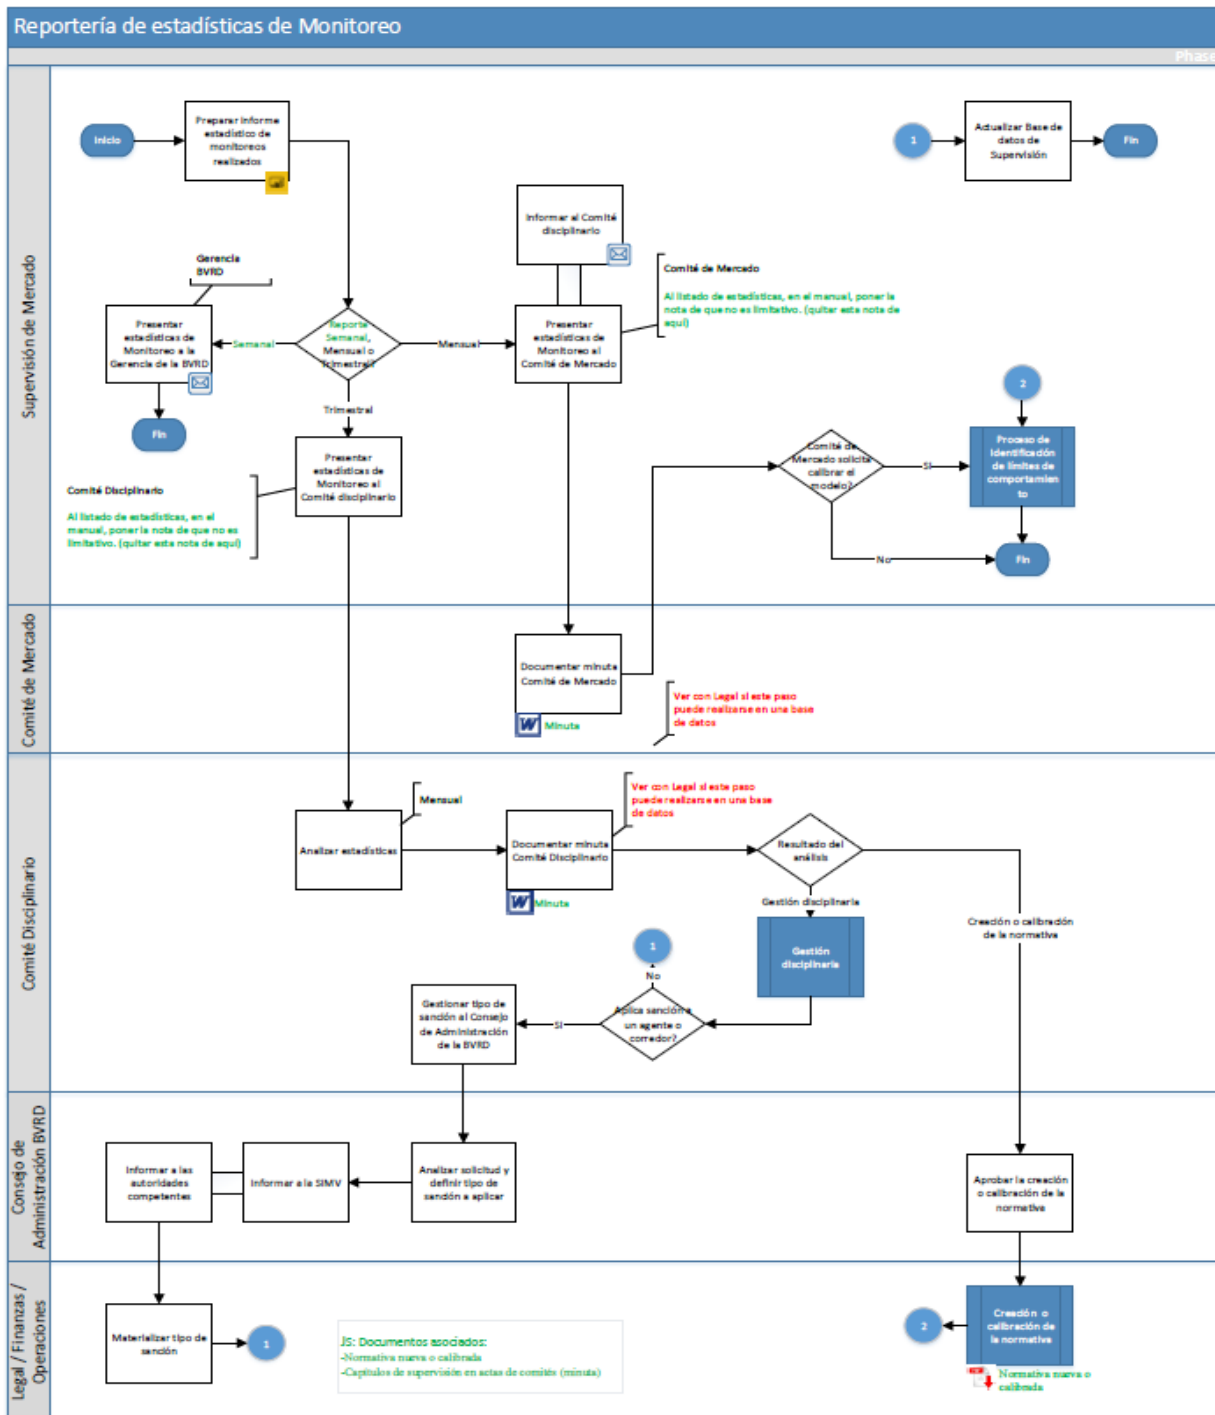 Reportería de estadísticas de Monitoreo
Phase
Supervisión de Mercado
Inicio
Preparar informe
estadístico de
monitoreos
realizados
1
Actualizar Base de
datos de
Supervisión
Fin
Informar al Comité
disciplinario
Gerencia
BVRD
Comité de Mercado
Al listado de estadísticas, en el manual, poner la
nota de que no es limitativo. (quitar esta nota de
aquí)
Presentar
estadísticas de
Monitoreo a la
Gerencia de la BVRD
Semanal
Reporte
Semanal,
Mensual o
Trimestral?
Mensual
Presentar
estadísticas de
Monitoreo al
Comité de Mercado
Fin
Trimestral
2
Presentar
estadísticas de
Monitoreo al
Comité disciplinario
Comité de
Mercado solicita
calibrar el
modelo?
SI
Proceso de
Identificación
de límites de
comportamien
to
Comité Disciplinario
Al listado de estadísticas, en el
manual, poner la nota de que no es
limitativo. (quitar esta nota de aquí)
No
Fin
Comité de Mercado
Documentar minuta
Comité de Mercado
Minuta
Ver con Legal si este paso
puede realizarse en una base
de datos
Comité Disciplinario
Analizar estadísticas
Mensual
Documentar minuta
Comité Disciplinario
Minuta
Ver con Legal si este paso
puede realizarse en una base
de datos
Resultado del
análisis
Gestión disciplinaria
Creación o calibración
de la normativa
Gestión
disciplinaria
1
No
Aplica sanción a
un agente o
corredor?
SI
Gestionar tipo de
sanción al Consejo
de Administración
de la BVRD
Consejo de
Administración BVRD
Informar a las
autoridades
competentes
Informar a la SIMV
Analizar solicitud y
definir tipo de
sanción a aplicar
Aprobar la creación
o calibración de la
normativa
Legal / Finanzas /
Operaciones
Materializar tipo de
sanción
1
JS: Documentos asociados:
-Normativa nueva o calibrada
-Capítulos de supervisión en actas de comités (minuta)
2
Creación o
calibración de
la normativa
Normativa nueva o
calibrada